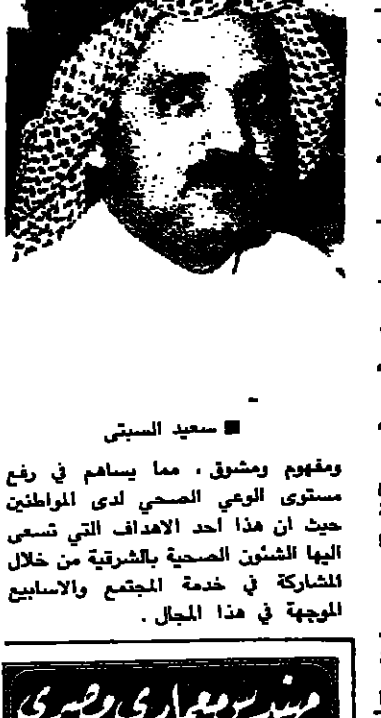 ■ سعيد السبتي
ومفهوم ومشوق ، مما يساهم في رفع
مستوى الوعي الصحي لدى المواطنين
حيث ان هذا احد الاهداف التي تسعى
اليها الشئون الصحية بالشرقية من خلال
المشاركة في خدمة المجتمع والاسابيع
الموجهة في هذا المجال .
مهندس معماري مصري